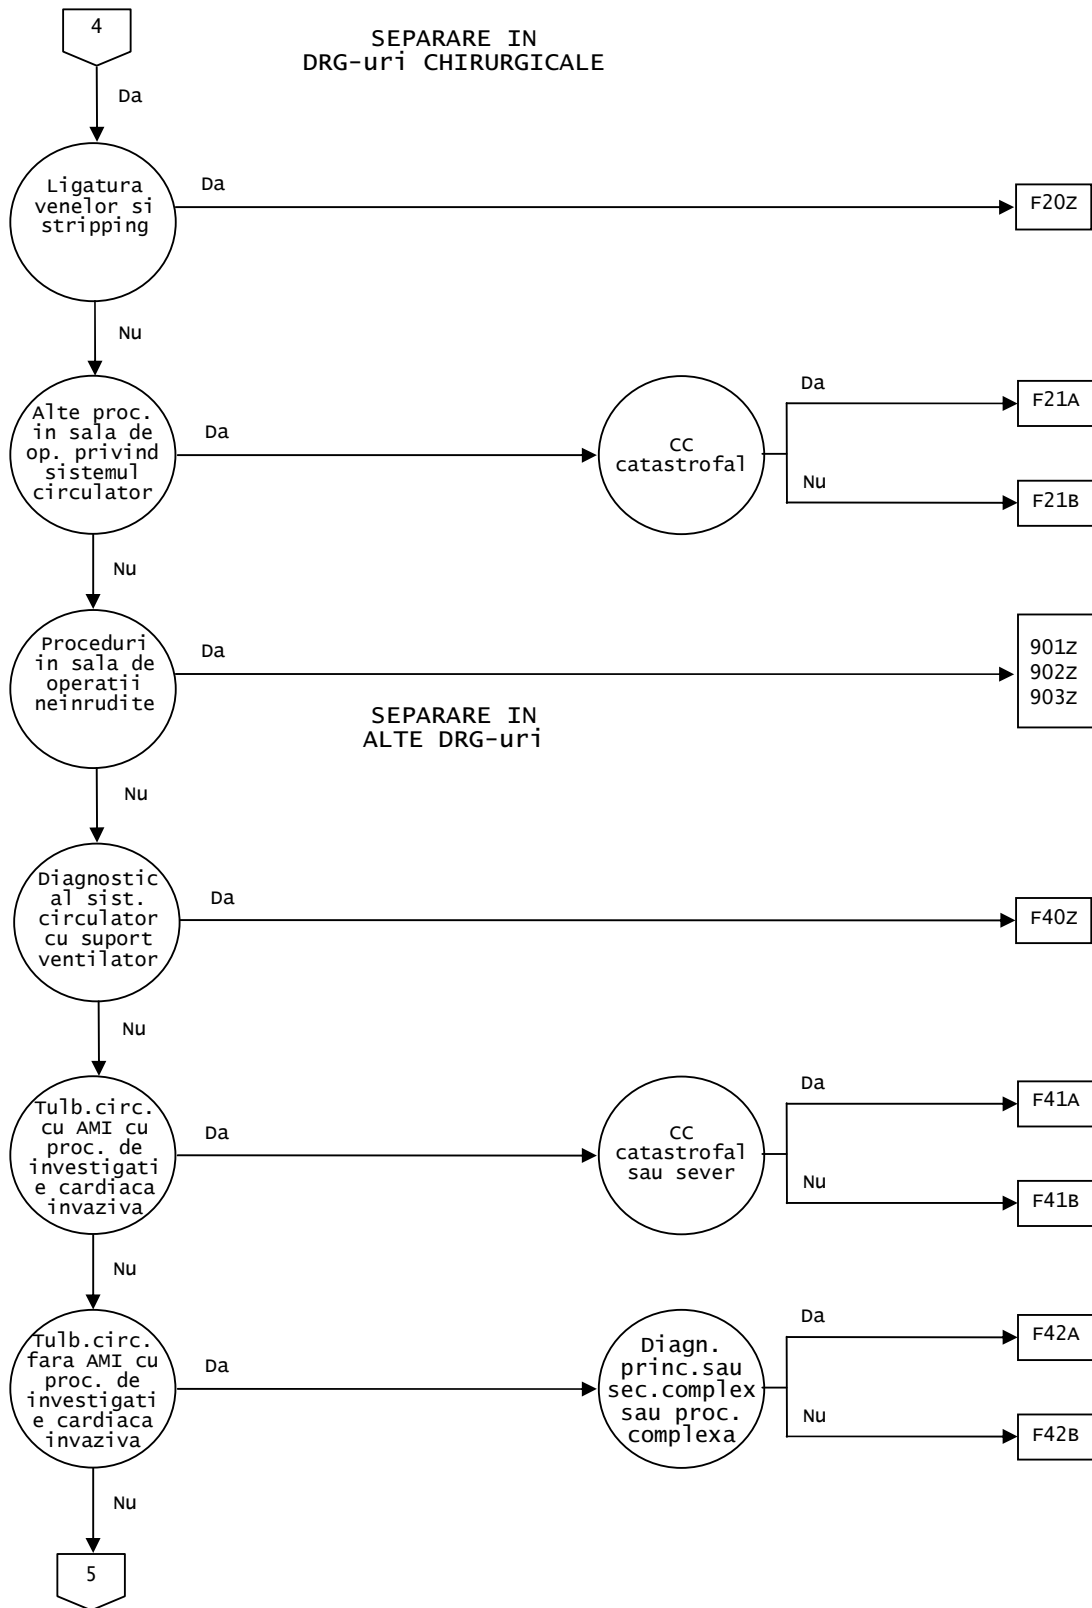 4
SEPARARE IN
DRG-uri CHIRURGICALE
Da
Ligatura
venelor si
stripping
Da
F20Z
Nu
Alte proc.
in sala de
op. privind
sistemul
circulator
Da
CC
catastrofal
Da
F21A
Nu
F21B
Nu
Proceduri
in sala de
operatii
neinrudite
Da
901Z
902Z
903Z
SEPARARE IN
ALTE DRG-uri
Nu
Diagnostic
al sist.
circulator
cu suport
ventilator
Da
F40Z
Nu
Tulb.circ.
cu AMI cu
proc. de
investigati
e cardiaca
invaziva
Da
CC
catastrofal
sau sever
Da
F41A
Nu
F41B
Nu
Tulb.circ.
fara AMI cu
proc. de
investigati
e cardiaca
invaziva
Da
Diagn.
princ.sau
sec.complex
sau proc.
complexa
Da
F42A
Nu
F42B
Nu
5